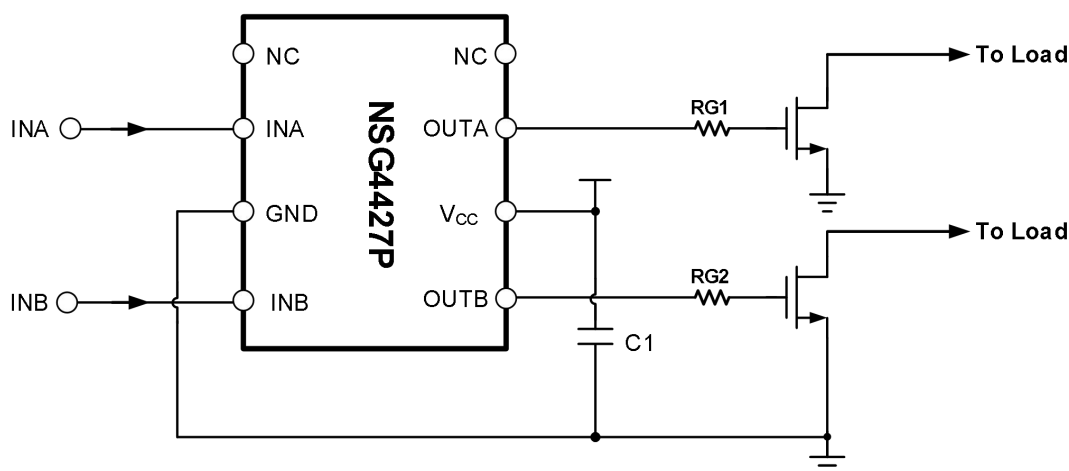 NC
NC
To Load
INA
INA
OUTA
RG1
NSG4427P
GND
VCC
To Load
INB
INB
OUTB
RG2
C1